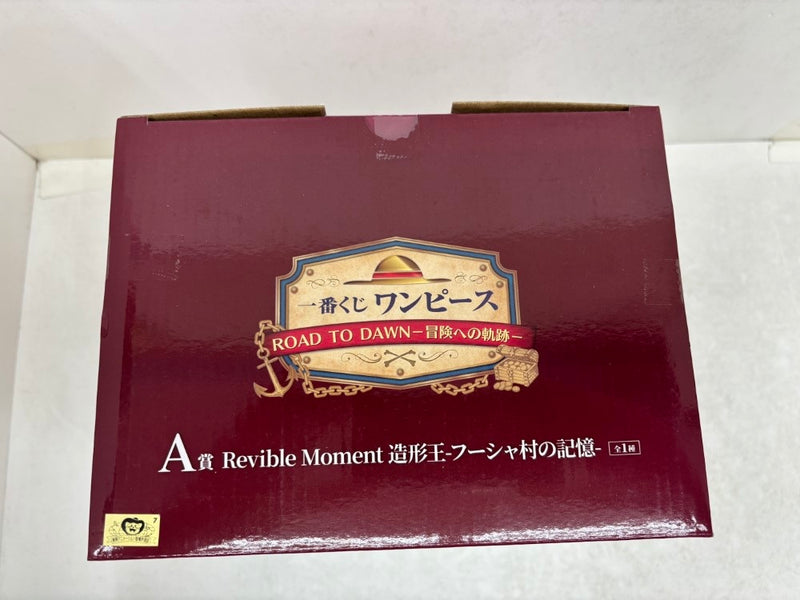 一番くじ ワンピース
ROAD TO DAWN－冒険への軌跡－
A賞 Revible Moment 造形王-フーシャ村の記憶- 全1種
7